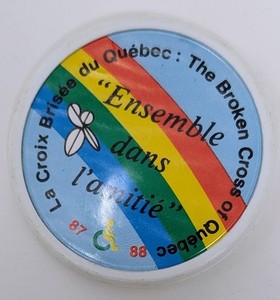 La Croix Brisée du Québec : The Broken Cross of Québec
"Ensemble
dans
l'amitié"
87 88